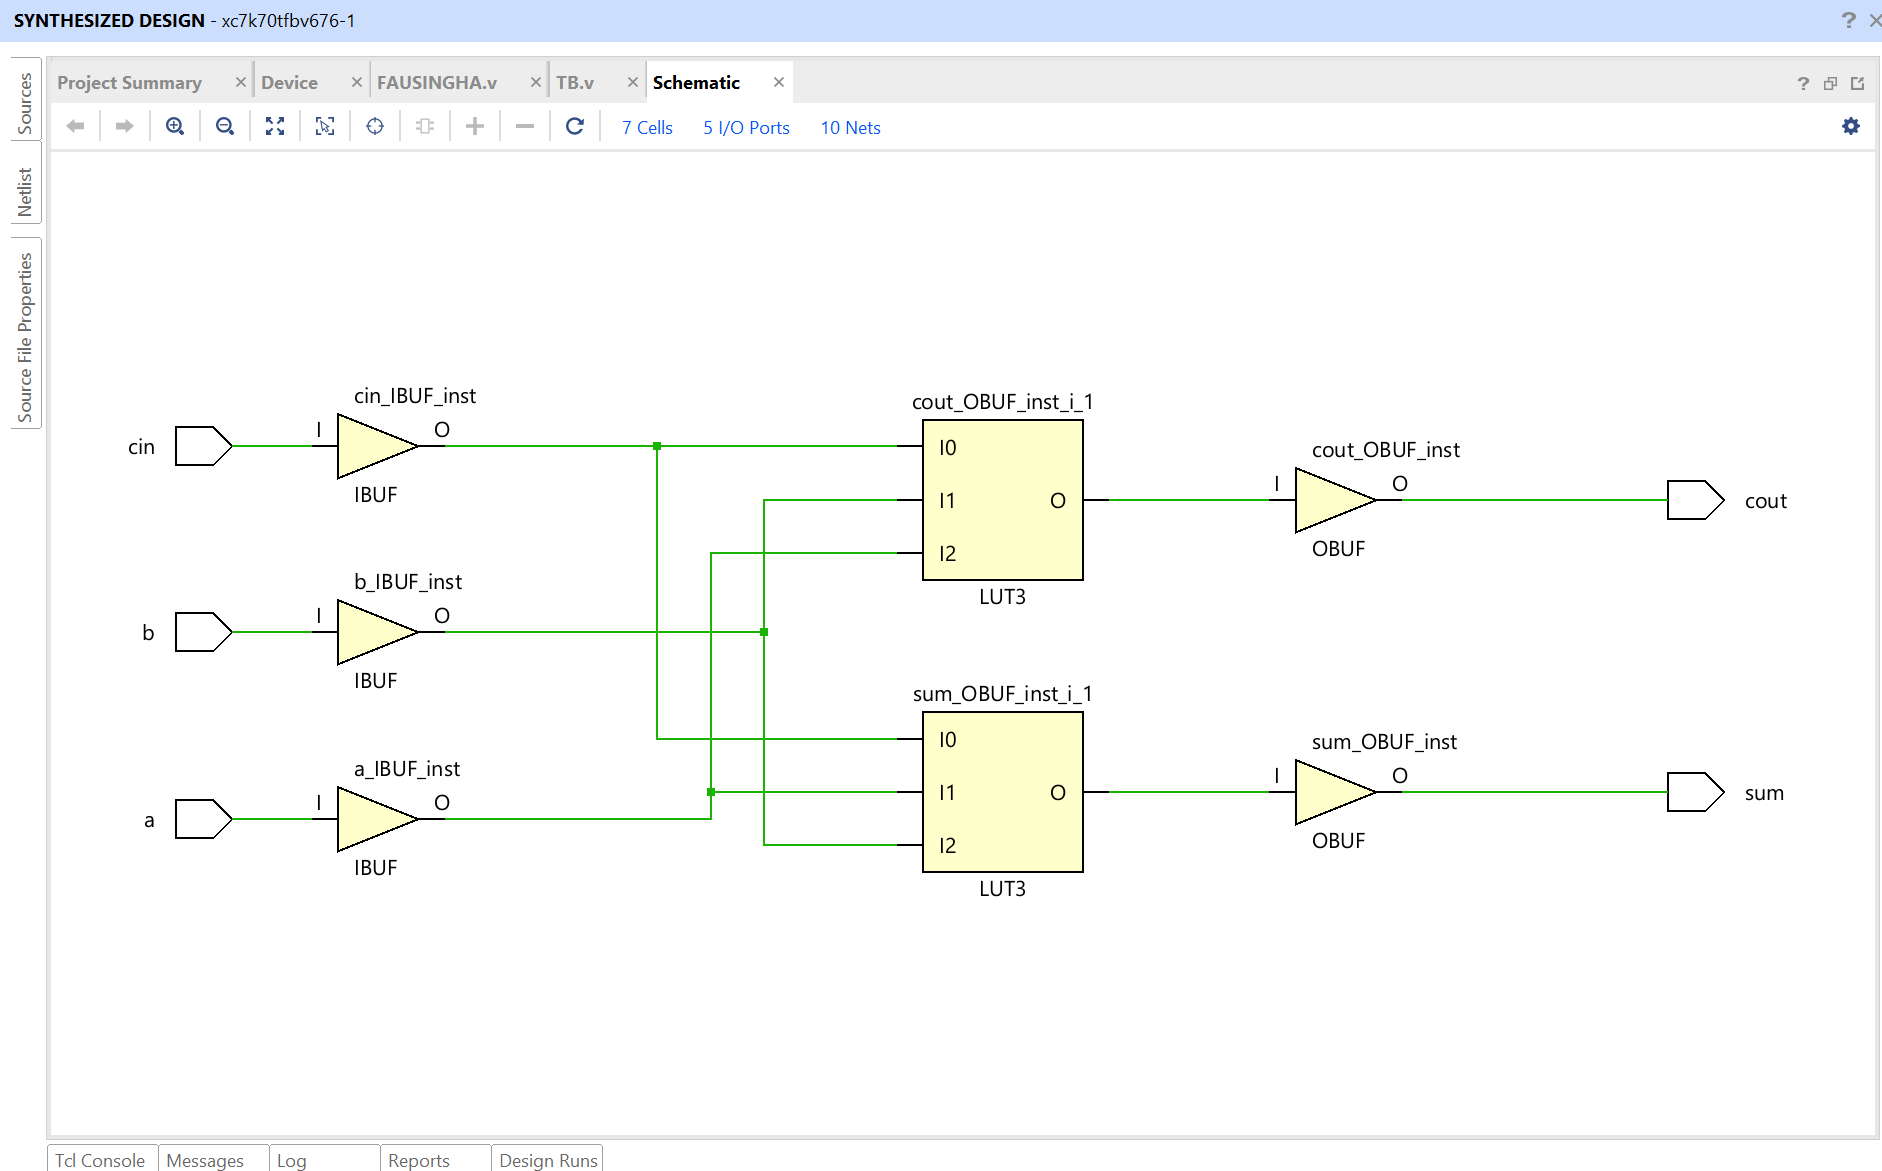 SYNTHESIZED DESIGN - xc7k70tfbv676-1
?
Sources
Netlist
Source File Properties
Project Summary
Device
FAUSINGHA.v
TB.v
Schematic
?
7 Cells
5 I/O Ports
10 Nets
cin
I
cin_IBUF_inst
O
IBUF
b
I
b_IBUF_inst
O
IBUF
a
I
a_IBUF_inst
O
IBUF
cout_OBUF_inst_i_1
I0
I1
O
I2
LUT3
sum_OBUF_inst_i_1
I0
I1
O
I2
LUT3
cout_OBUF_inst
I
O
OBUF
cout
sum_OBUF_inst
I
O
OBUF
sum
Tcl Console
Messages
Log
Reports
Design Runs